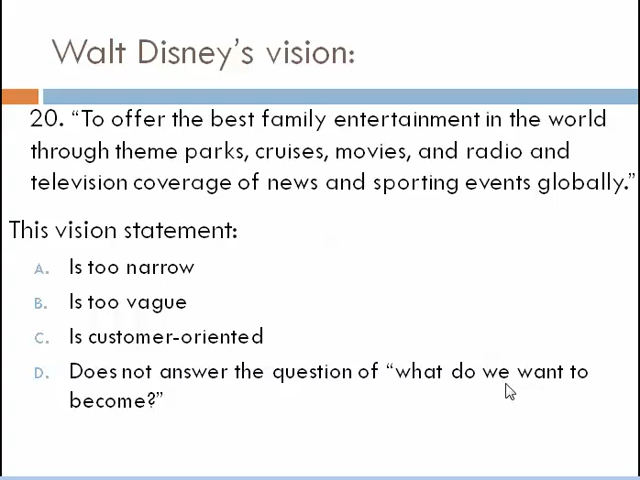 Walt Disney’s vision:
20. “To offer the best family entertainment in the world
through theme parks, cruises, movies, and radio and
television coverage of news and sporting events globally.”
This vision statement:
A. Is too narrow
B. Is too vague
C. Is customer-oriented
D. Does not answer the question of “what do we want to
become?”